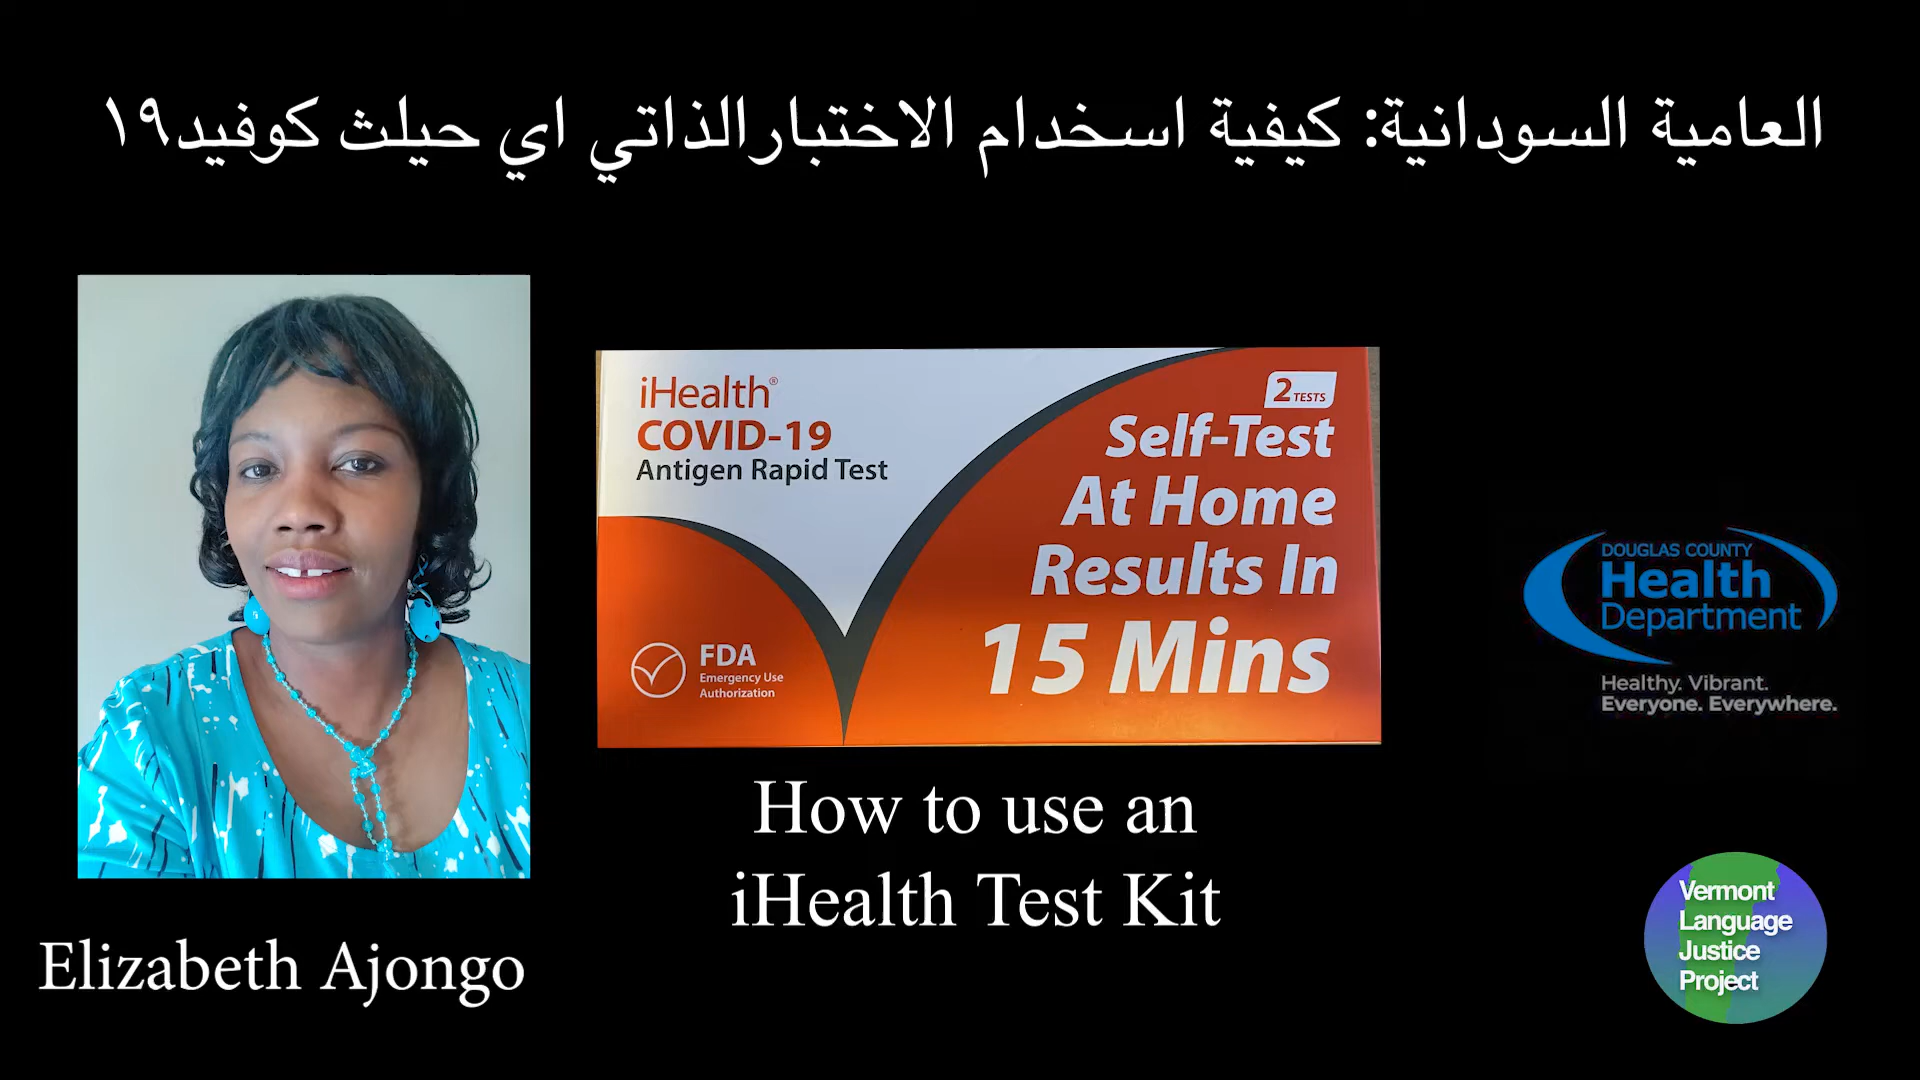 العامية السودانية: كيفية اسخدام الاختبارالذاتي اي حيلث كوفيد١٩
iHealth®
COVID-19
Antigen Rapid Test
2 TESTS
Self-Test
At Home
Results In
15 Mins
FDA
Emergency Use
Authorization
DOUGLAS COUNTY
Health
Department
Healthy. Vibrant.
Everyone. Everywhere.
How to use an
iHealth Test Kit
Elizabeth Ajongo
Vermont
Language
Justice
Project